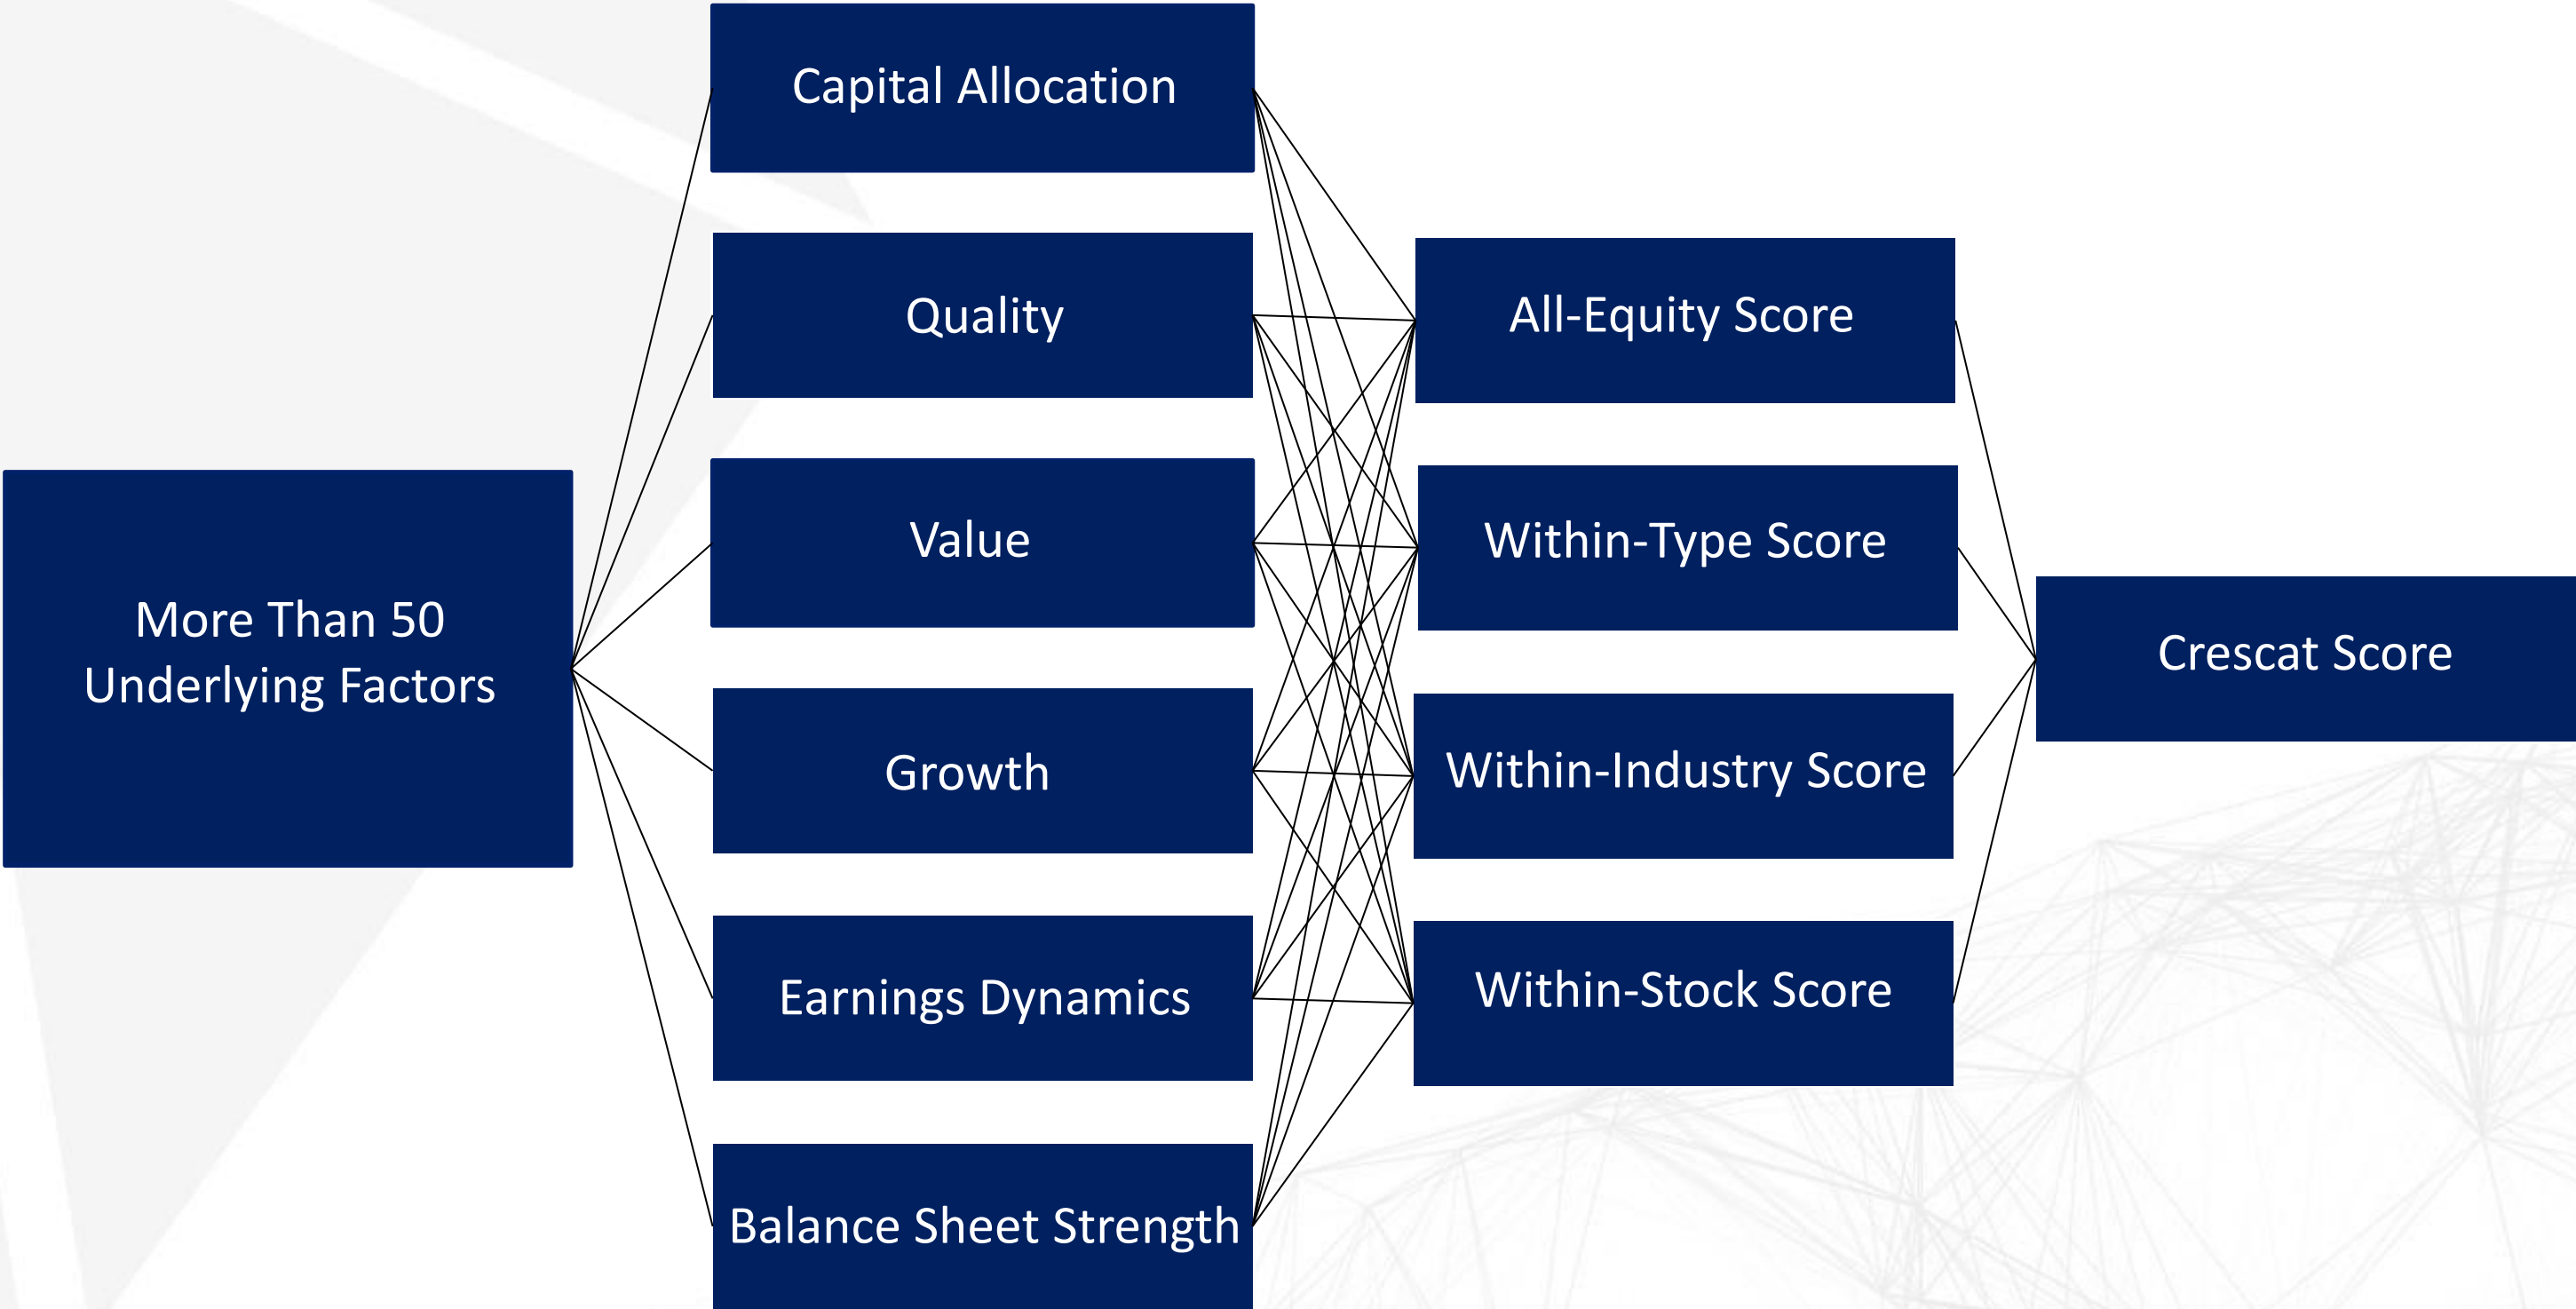 More Than 50
Underlying Factors
Capital Allocation
Quality
Value
Growth
Earnings Dynamics
Balance Sheet Strength
All-Equity Score
Within-Type Score
Within-Industry Score
Within-Stock Score
Crescat Score